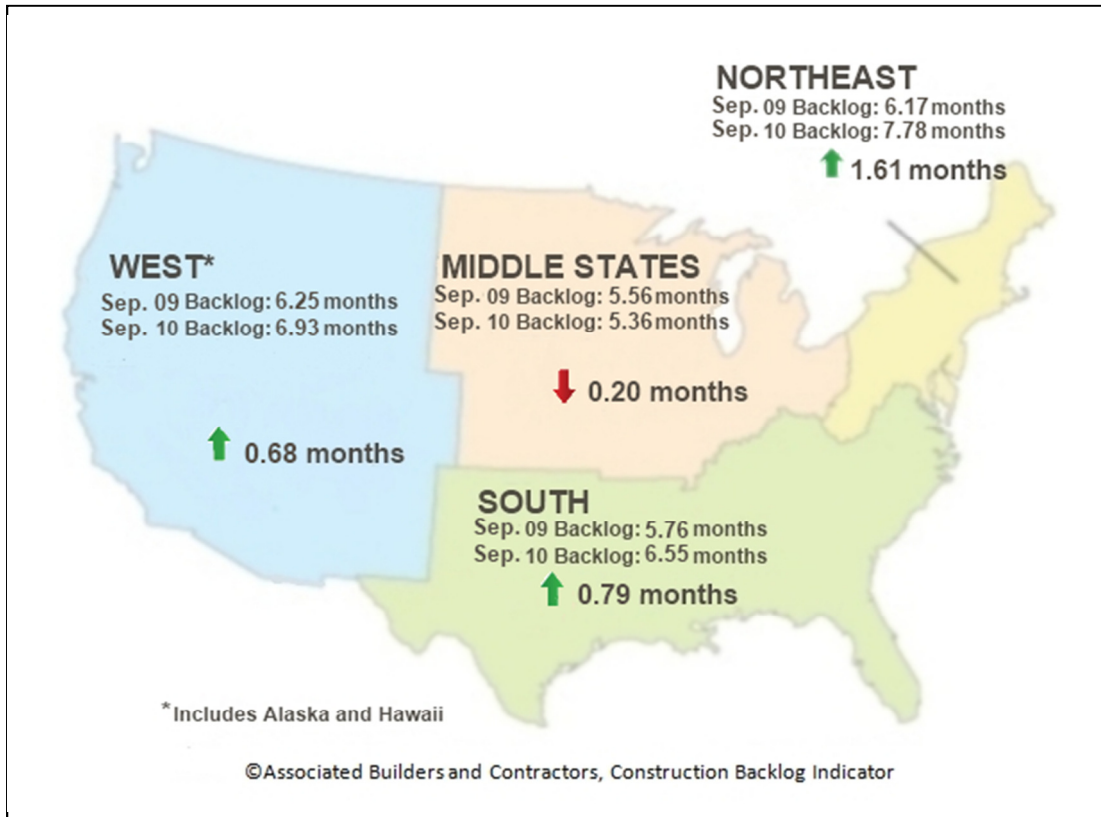 NORTHEAST
Sep. 09 Backlog: 6.17 months
Sep. 10 Backlog: 7.78 months
1.61 months
WEST*
Sep. 09 Backlog: 6.25 months
Sep. 10 Backlog: 6.93 months
0.68 months
MIDDLE STATES
Sep. 09 Backlog: 5.56 months
Sep. 10 Backlog: 5.36 months
0.20 months
SOUTH
Sep. 09 Backlog: 5.76 months
Sep. 10 Backlog: 6.55 months
0.79 months
*Includes Alaska and Hawaii
©Associated Builders and Contractors, Construction Backlog Indicator